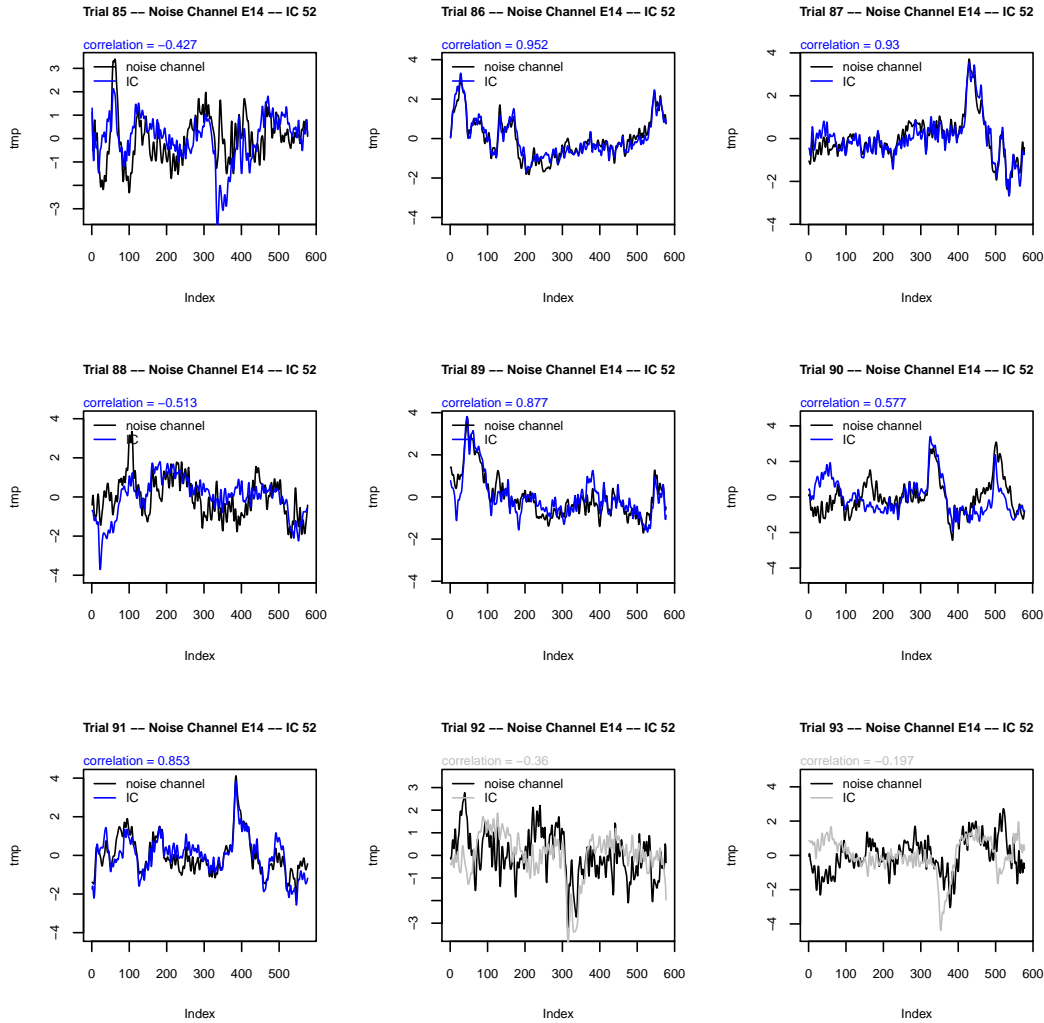 Trial 85 −− Noise Channel E14 −− IC 52
correlation = −0.427
noise channel
IC
tmp
3
1
0
−1
−3
0 100 200 300 400 500 600
Index
Trial 86 −− Noise Channel E14 −− IC 52
correlation = 0.952
noise channel
IC
tmp
4
2
0
−2
−4
0 100 200 300 400 500 600
Index
Trial 87 −− Noise Channel E14 −− IC 52
correlation = 0.93
noise channel
IC
tmp
4
2
0
−2
−4
0 100 200 300 400 500 600
Index
Trial 88 −− Noise Channel E14 −− IC 52
correlation = −0.513
noise channel
IC
tmp
4
2
0
−2
−4
0 100 200 300 400 500 600
Index
Trial 89 −− Noise Channel E14 −− IC 52
correlation = 0.877
noise channel
IC
tmp
4
2
0
−2
−4
0 100 200 300 400 500 600
Index
Trial 90 −− Noise Channel E14 −− IC 52
correlation = 0.577
noise channel
IC
tmp
4
2
0
−2
−4
0 100 200 300 400 500 600
Index
Trial 91 −− Noise Channel E14 −− IC 52
correlation = 0.853
noise channel
IC
tmp
4
2
0
−2
−4
0 100 200 300 400 500 600
Index
Trial 92 −− Noise Channel E14 −− IC 52
correlation = −0.36
noise channel
IC
tmp
3
2
1
0
−1
−3
0 100 200 300 400 500 600
Index
Trial 93 −− Noise Channel E14 −− IC 52
correlation = −0.197
noise channel
IC
tmp
4
2
0
−2
−4
0 100 200 300 400 500 600
Index